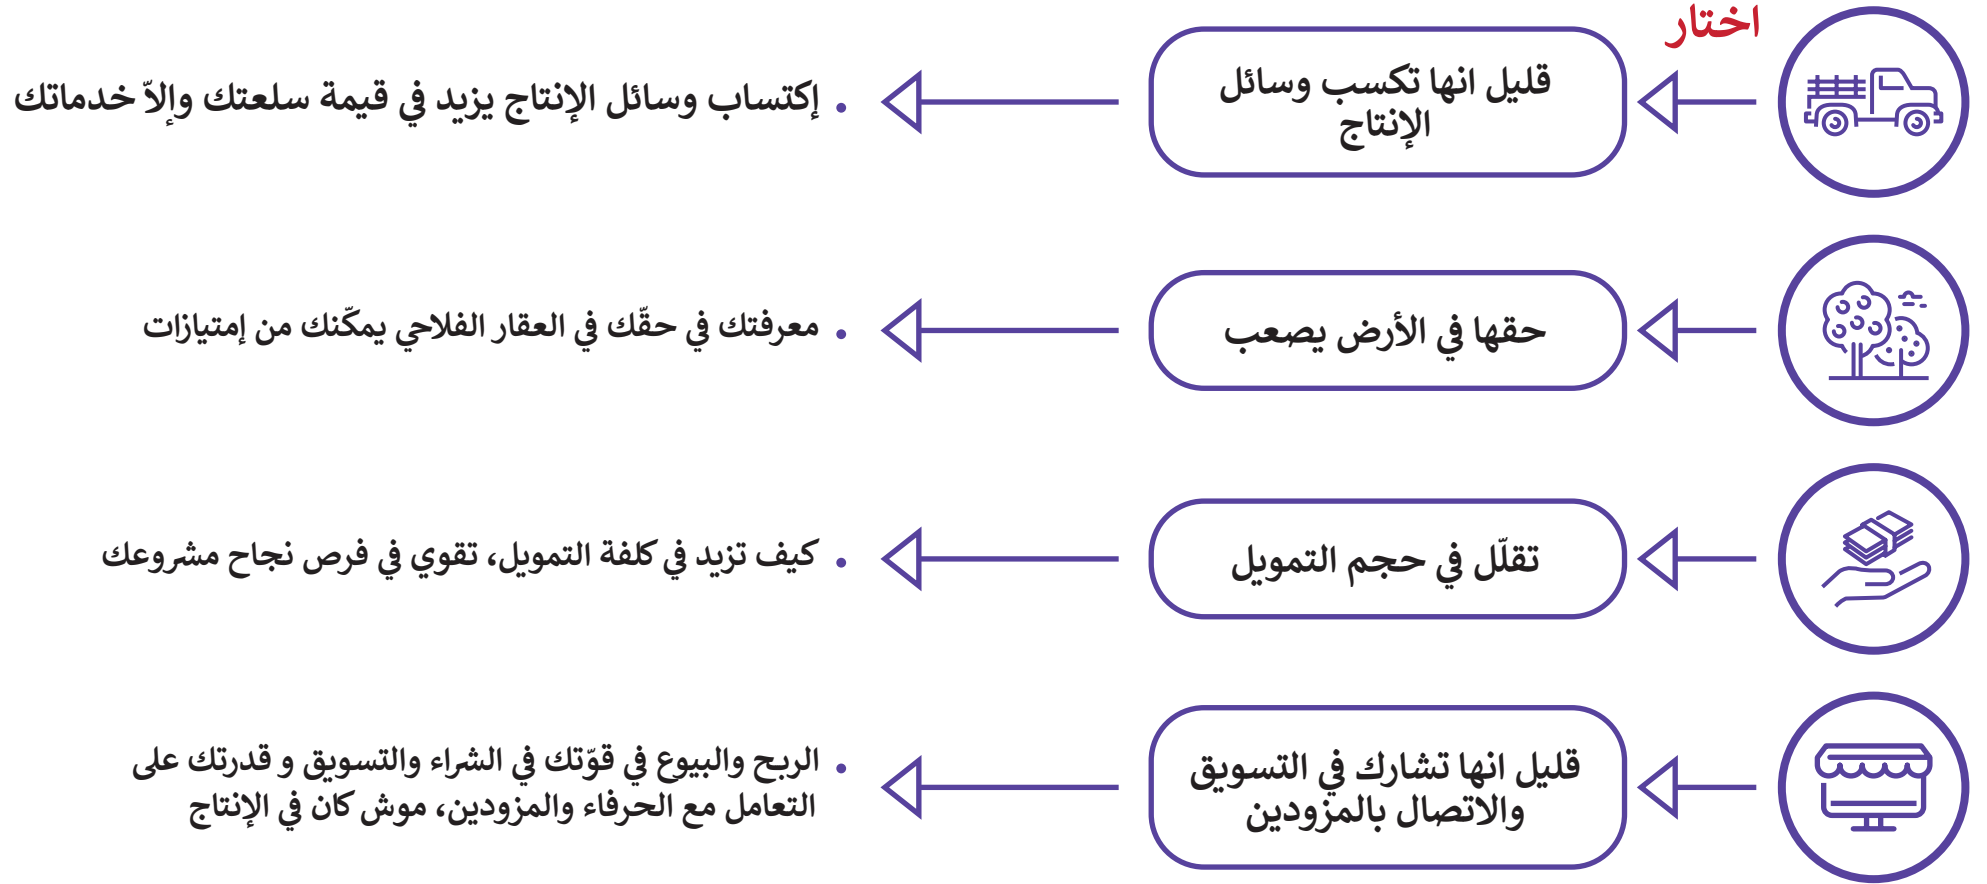 اختار
قليل انها تكسب وسائل
الإنتاج
. إكتساب وسائل الإنتاج يزيد في قيمة سلعتك وإلاّ خدماتك
حقها في الأرض يصعب
. معرفتك في حقّك في العقار الفلاحي يمكّنك من إمتيازات
تقلّل في حجم التمويل
. كيف تزيد في كلفة التمويل، تقوي في فرص نجاح مشروعك
قليل انها تشارك في التسويق
والاتصال بالمزودين
. الربح والبيوع في قوّتك في الشراء والتسويق و قدرتك على
التعامل مع الحرفاء والمزودين، موش كان في الإنتاج